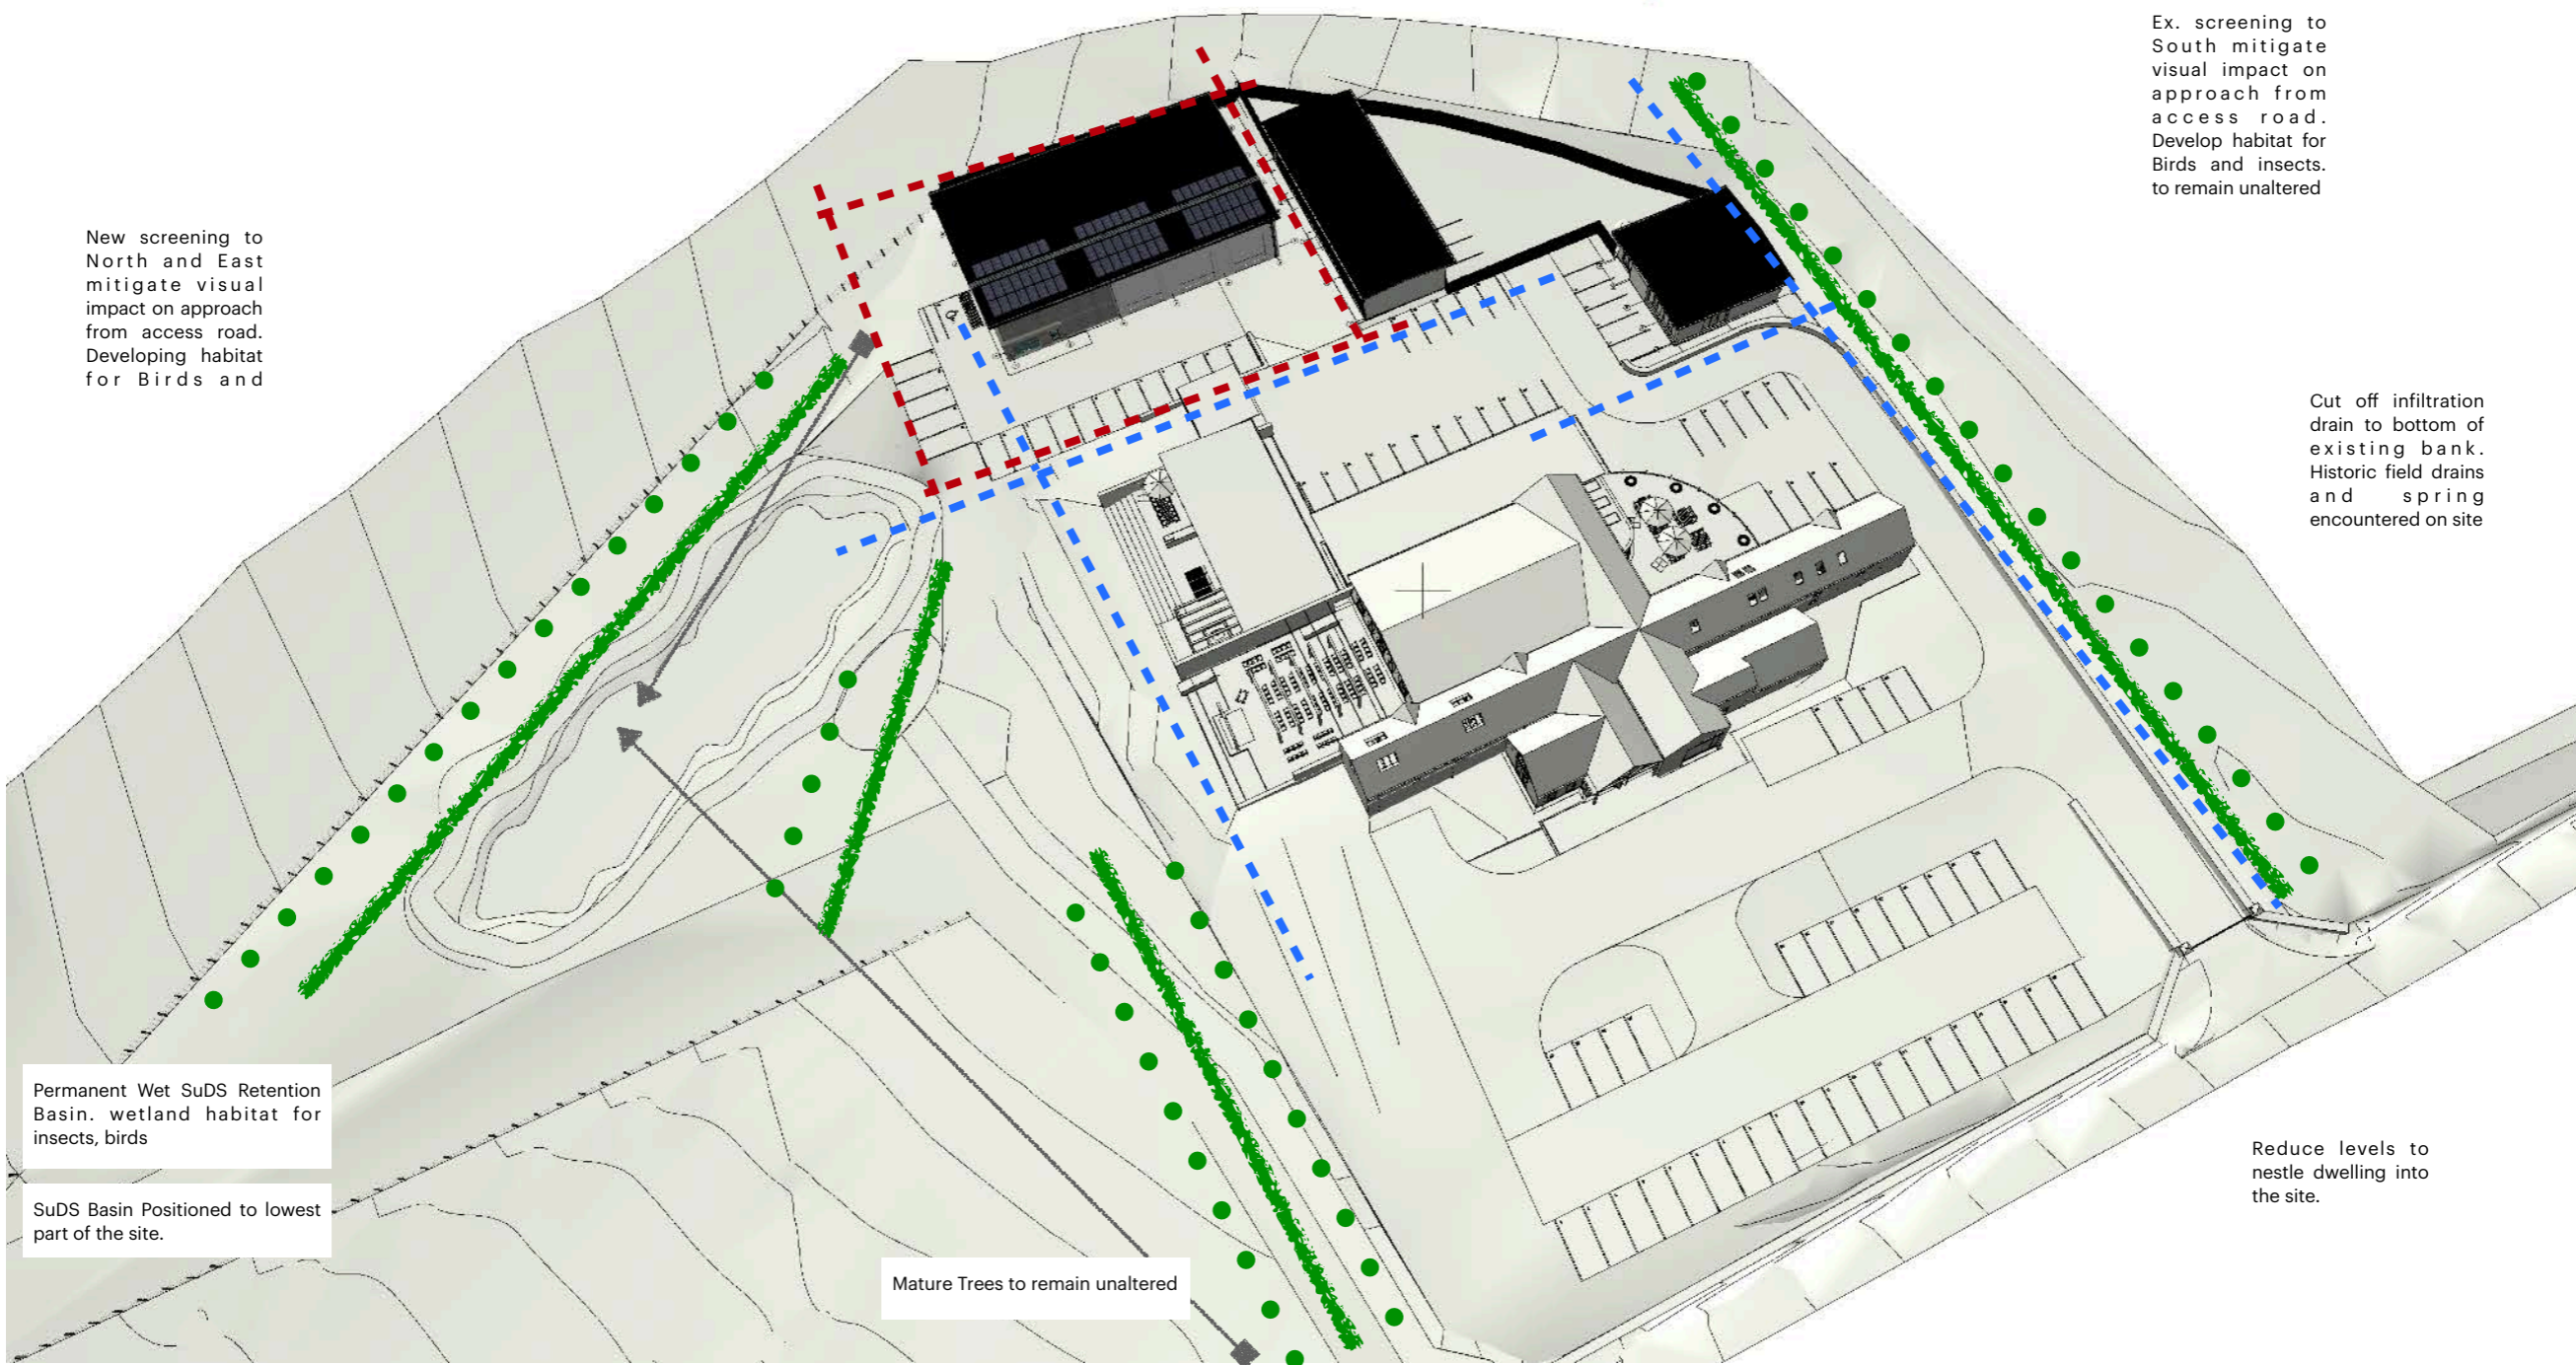 Ex. screening to
South mitigate
visual impact on
approach from
access road.
Develop habitat for
Birds and insects.
to remain unaltered
New screening to
North and East
mitigate visual
impact on approach
from access road.
Developing habitat
for Birds and
Cut off infiltration
drain to bottom of
existing bank.
Historic field drains
and spring
encountered on site
Permanent Wet SuDS Retention
Basin. wetland habitat for
insects, birds
SuDS Basin Positioned to lowest
part of the site.
Reduce levels to
nestle dwelling into
the site.
Mature Trees to remain unaltered